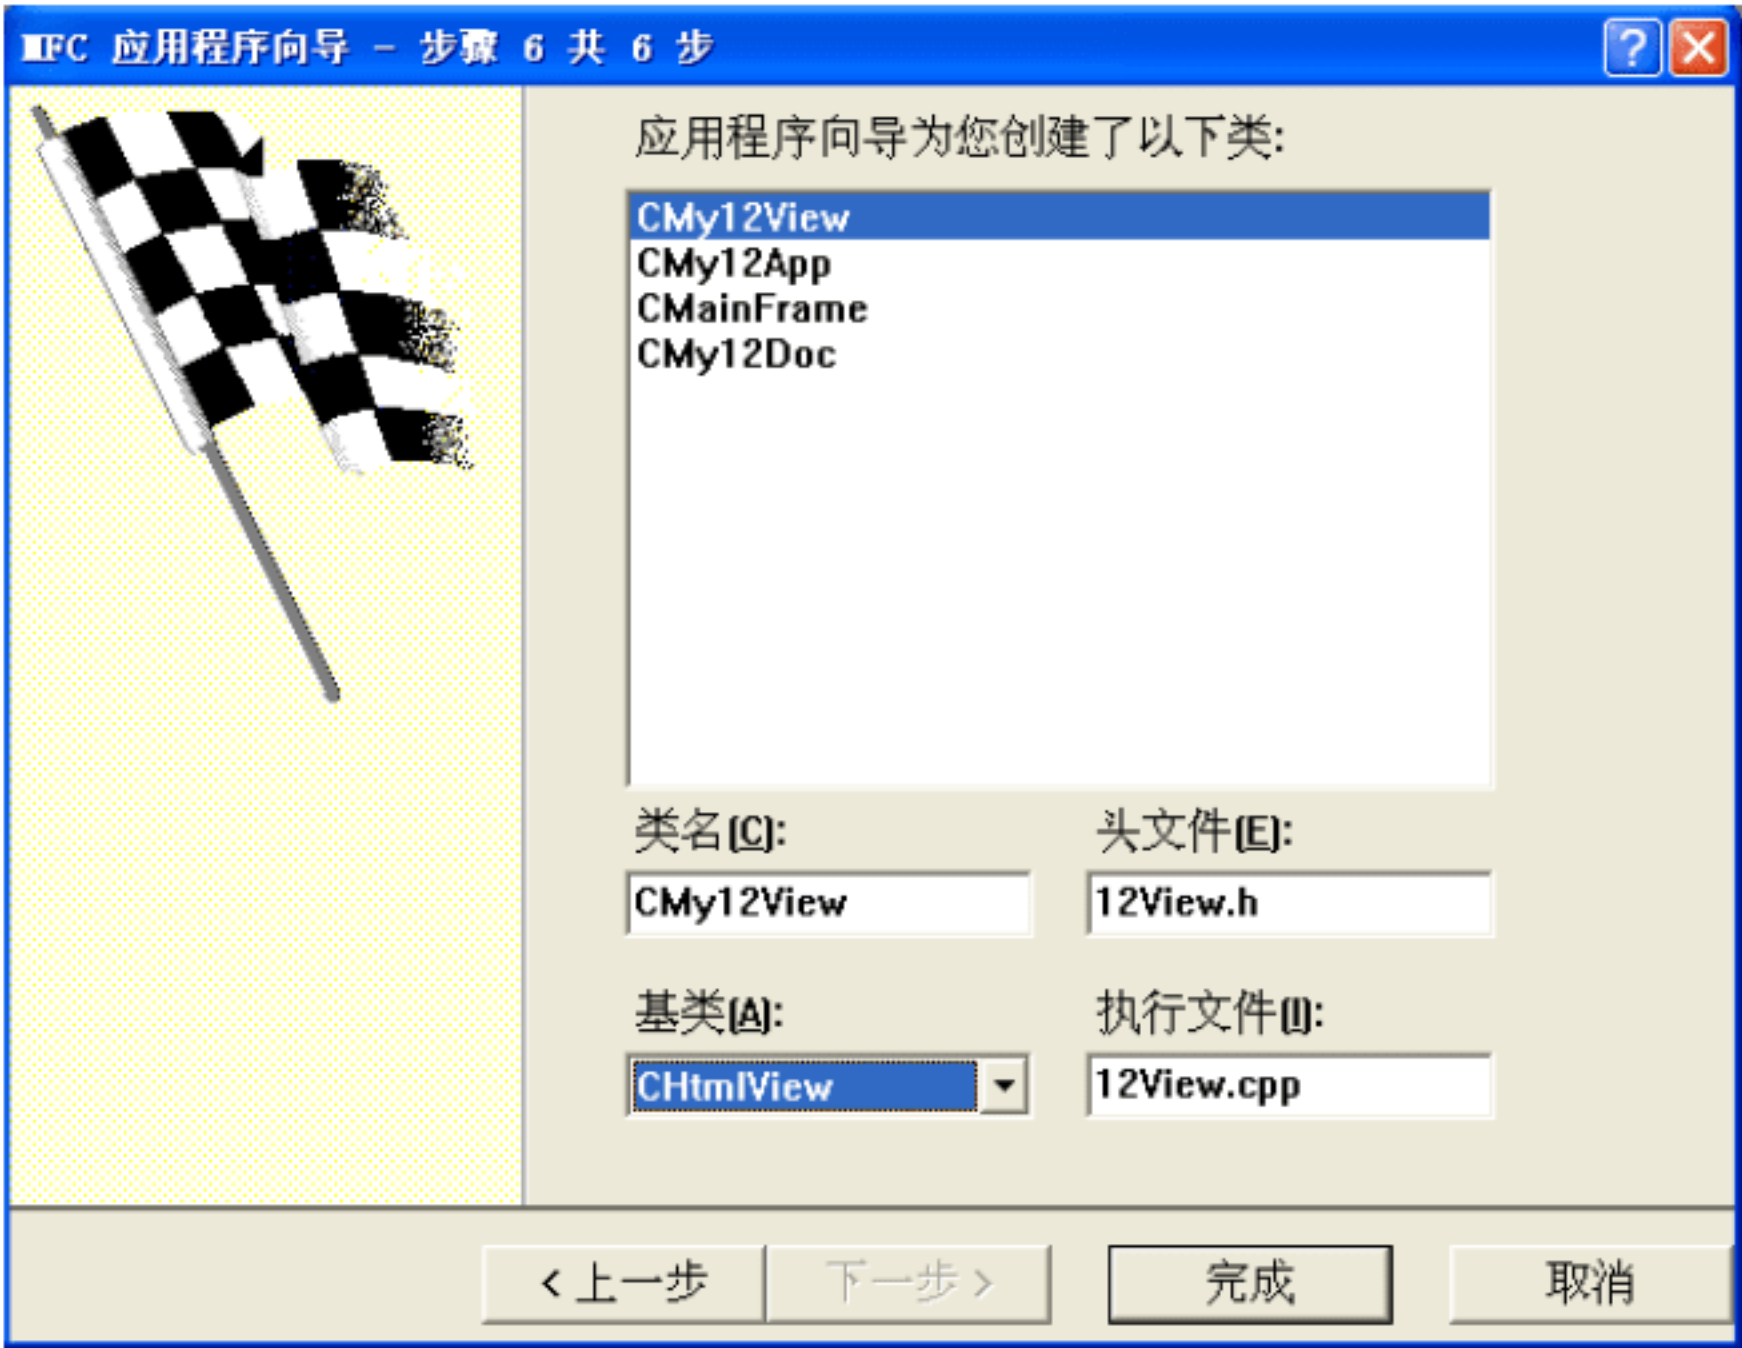 MFC 应用程序向导 - 步骤 6 共 6 步
应用程序向导为您创建了以下类:
CMy12View
CMy12App
CMainFrame
CMy12Doc
类名(C): 头文件(E):
CMy12View 12View.h
基类(A): 执行文件(I):
CHtmlView 12View.cpp
<上一步 下一步> 完成 取消